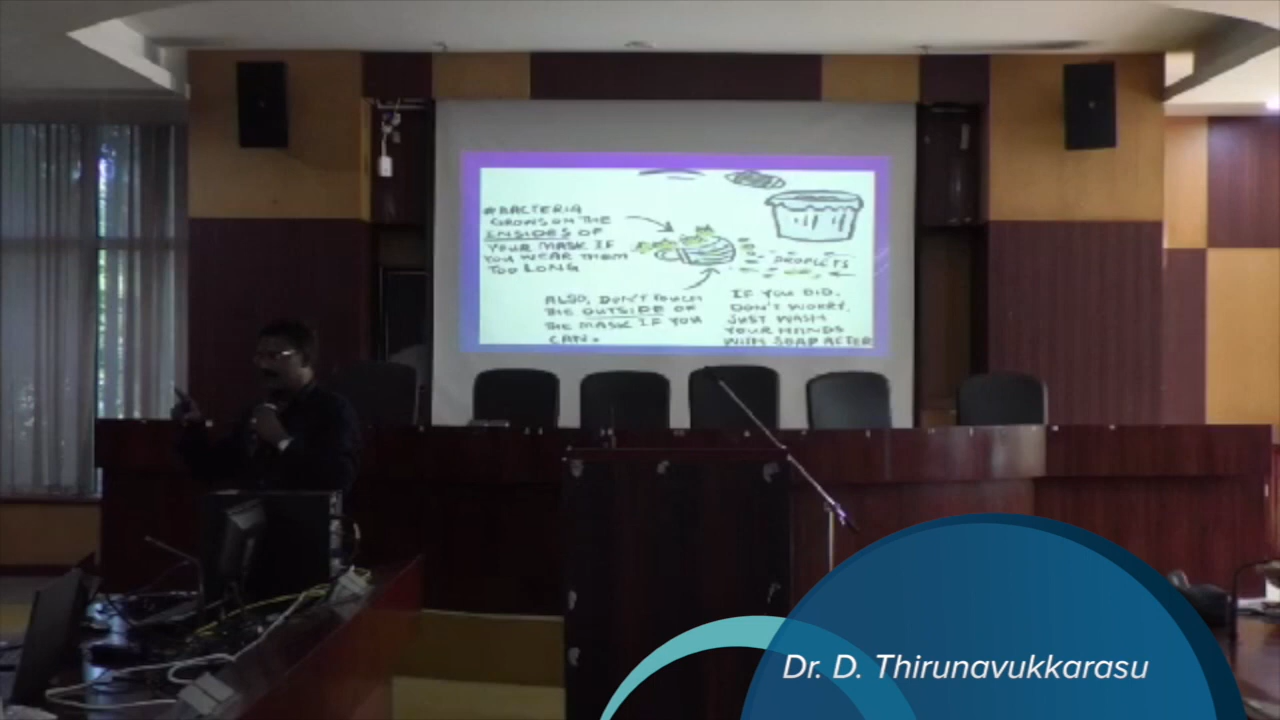 #BACTERIA
GROWS ON THE
INSIDES OF
YOUR MASK IF
YOU WEAR THEM
TOO LONG
DROPLETS
ALSO, DON'T TOUCH
THE OUTSIDE OF
THE MASK IF YOU
CAN.
IF YOU DID,
DON'T WORRY,
JUST WASH
YOUR HANDS
WITH SOAP AFTER
Dr. D. Thirunavukkarasu